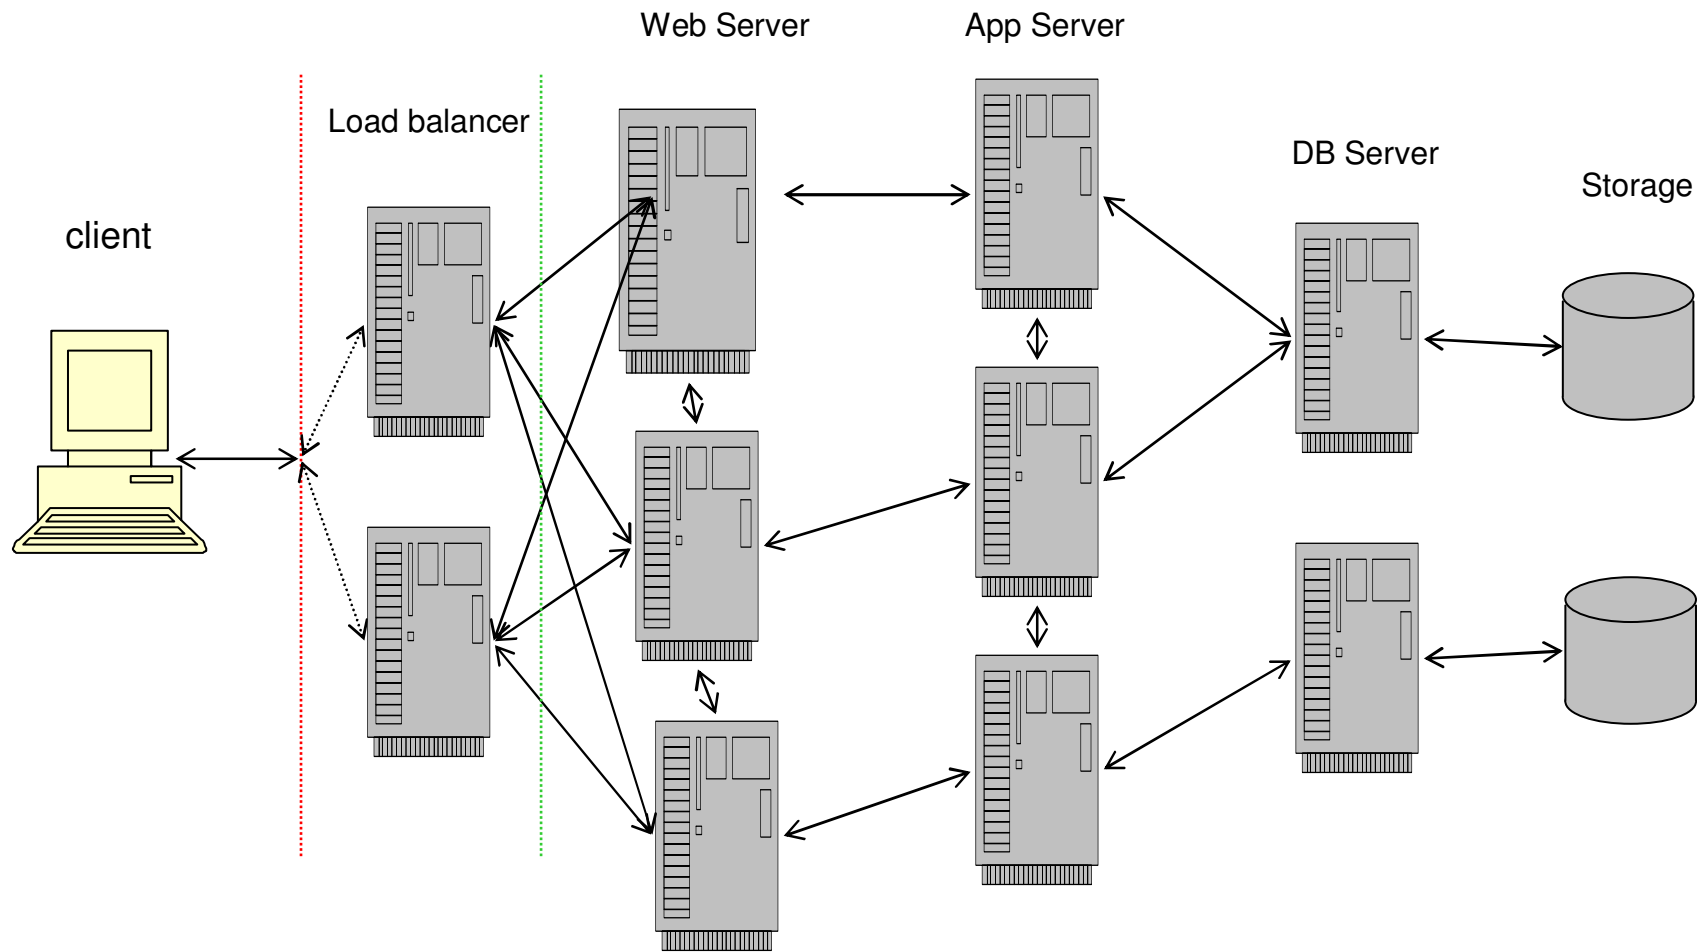 Web Server
App Server
Load balancer
DB Server
Storage
client